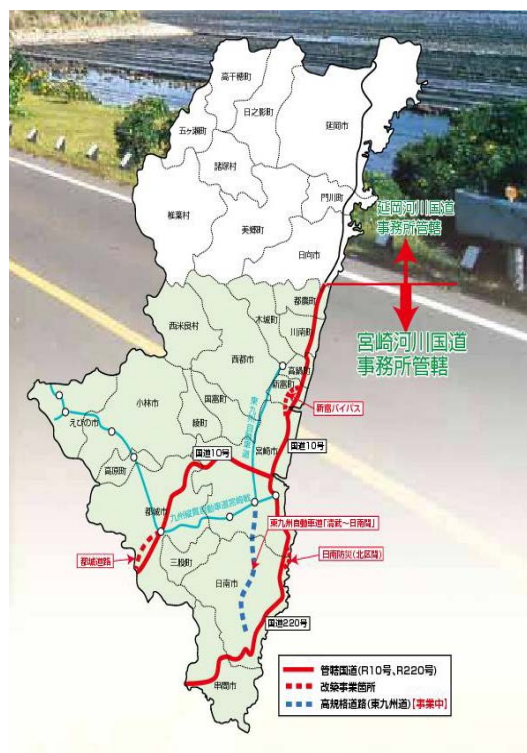 高千穂町
日之影町
延岡市
五ヶ瀬町
諸塚村
門川町
椎葉村
美郷町
日向市
延岡河川国道
事務所管轄
宮崎河川国道
事務所管轄
都農町
木城町
川南町
西米良村
西都市
高鍋町
新富町
新富バイパス
小林市
国富町
えびの市
綾町
東九州自動車道
宮崎市
国道10号
国道10号
高原町
都城市
九州縦貫自動車道宮崎線
東九州自動車道「清武〜日南間」
都城道路
三股町
日南防災(北区間)
日南市
国道220号
串間市
管轄国道(R10号、R220号)
改築事業箇所
高規格道路(東九州道)【事業中】